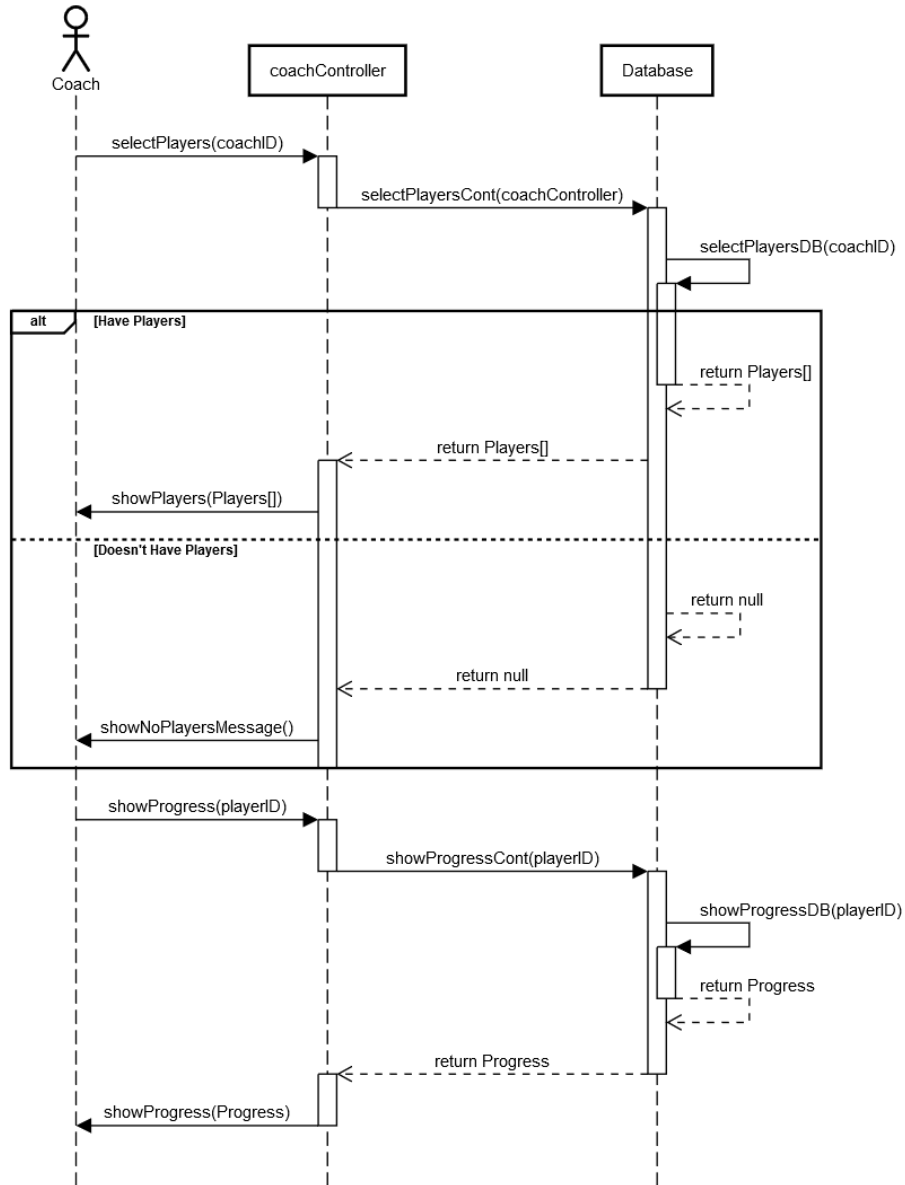 Coach
coachController
Database
selectPlayers(coachID)
selectPlayersCont(coachController)
selectPlayersDB(coachID)
alt
[Have Players]
return Players[]
return Players[]
showPlayers(Players[])
[Doesn't Have Players]
return null
return null
showNoPlayersMessage()
showProgress(playerID)
showProgressCont(playerID)
showProgressDB(playerID)
return Progress
return Progress
showProgress(Progress)